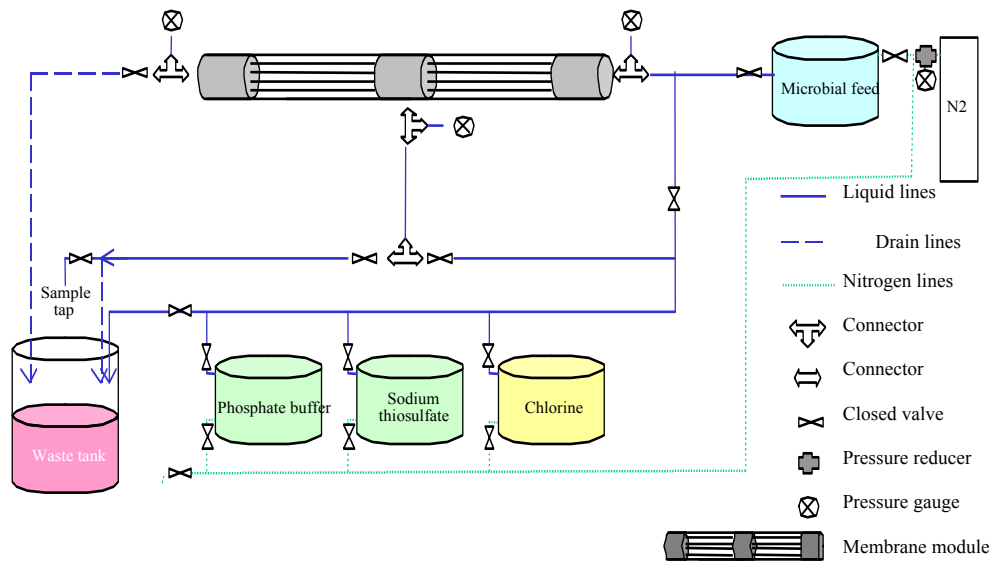 Microbial feed
N2
Liquid lines
Drain lines
Sample
tap
Nitrogen lines
Connector
Connector
Phosphate buffer
Sodium
thiosulfate
Chlorine
Closed valve
Waste tank
Pressure reducer
Pressure gauge
Membrane module